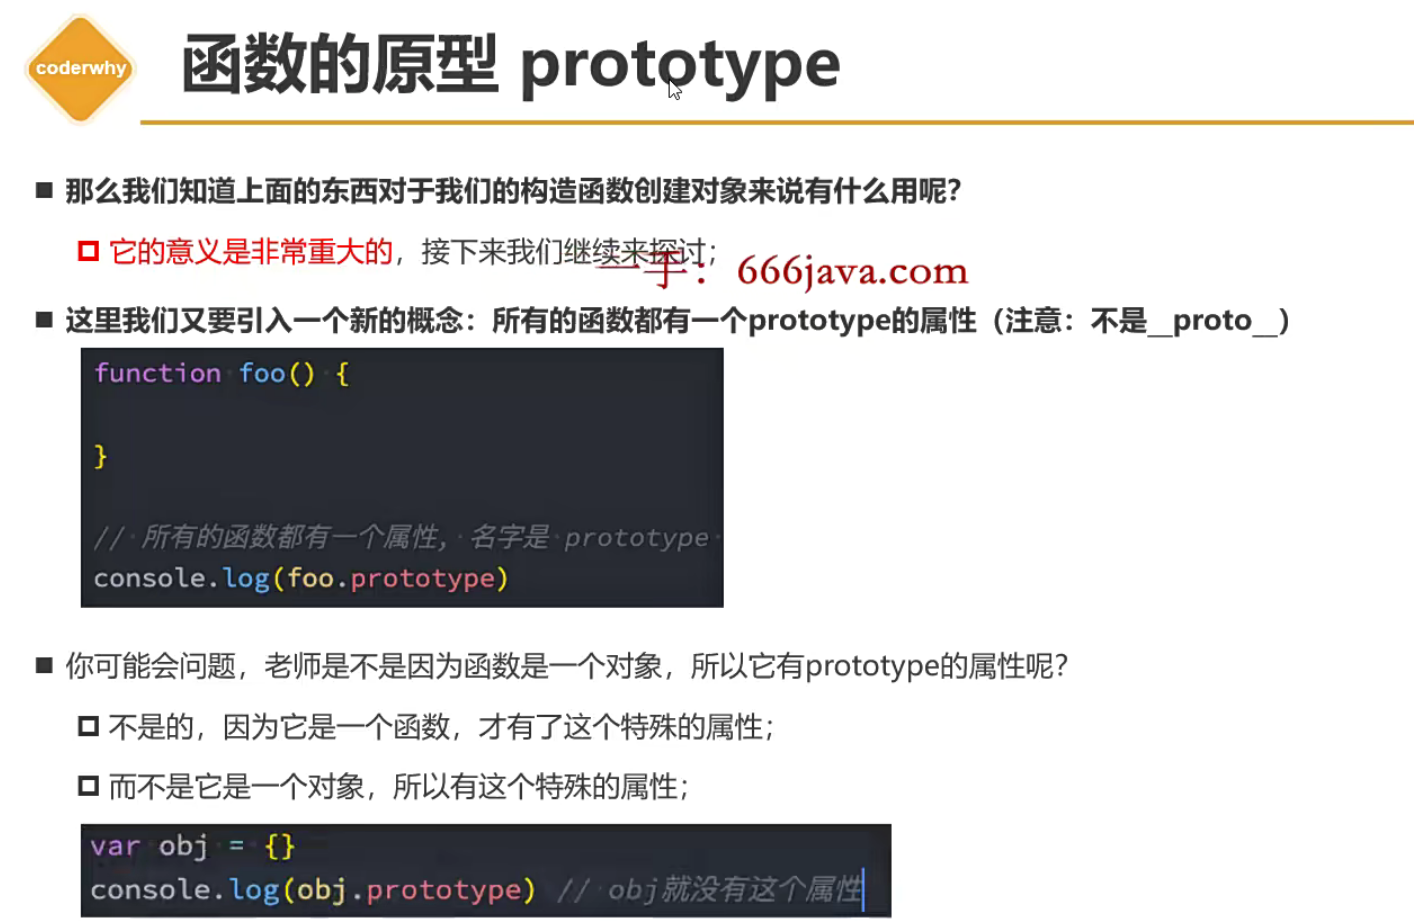 coderwhy
函数的原型 prototype
那么我们知道上面的东西对于我们的构造函数创建对象来说有什么用呢？
它的意义是非常重大的，接下来我们继续来探讨；
一手：666java.com
这里我们又要引入一个新的概念：所有的函数都有一个prototype的属性（注意：不是__proto__）
function foo() {
}
// 所有的函数都有一个属性, 名字是 prototype
console.log(foo.prototype)
你可能会问题，老师是不是因为函数是一个对象，所以它有prototype的属性呢？
不是的，因为它是一个函数，才有了这个特殊的属性；
而不是它是一个对象，所以有这个特殊的属性；
var obj = {}
console.log(obj.prototype) // obj就没有这个属性